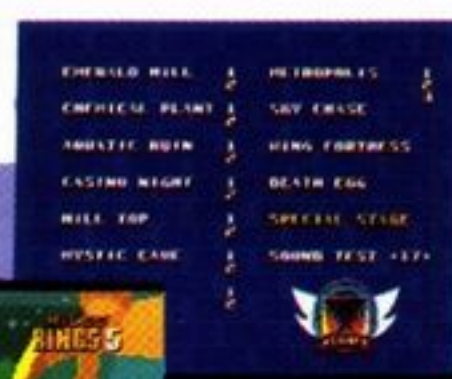 EMERALD HILL 1
2
CHEMICAL PLANT 1
2
AQUATIC RUIN 1
2
CASINO NIGHT 1
2
HILL TOP 1
2
MYSTIC CAVE 1
2
1
2
METROPOLIS 1
2
3
SKY CHASE
WING FORTRESS
DEATH EGG
SPECIAL STAGE
SOUND TEST *17*
RINGS 5